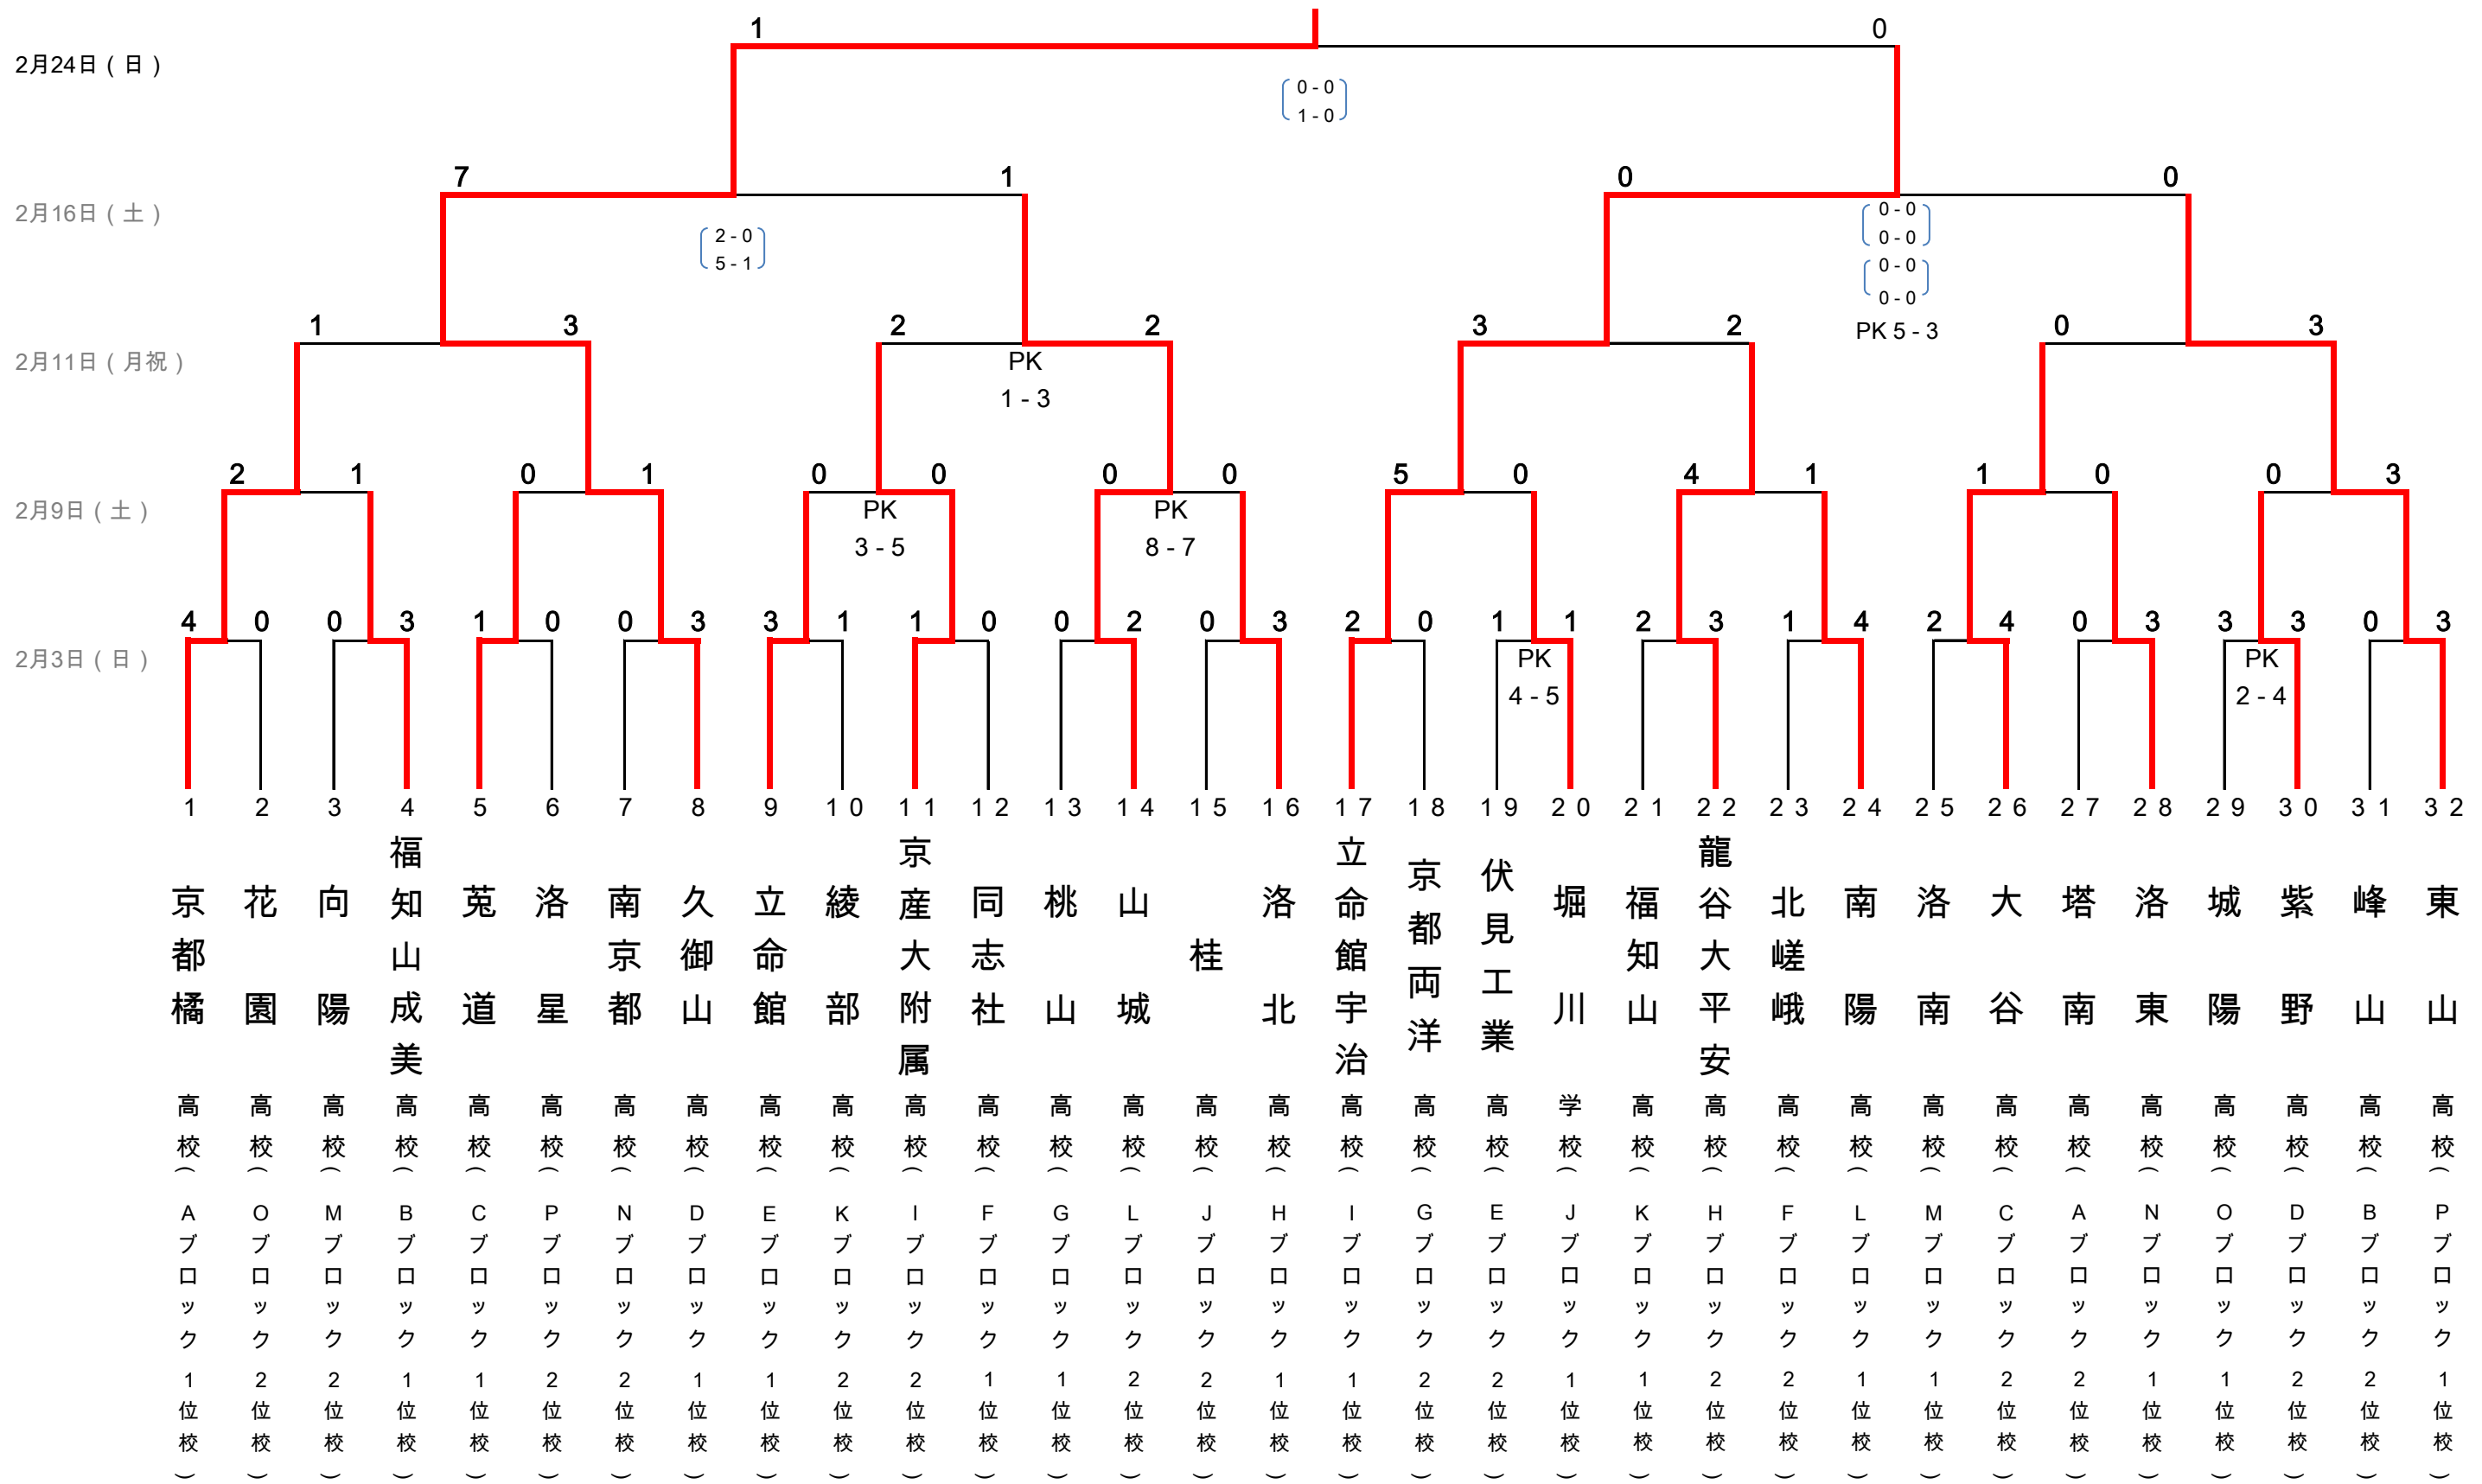 1 0
2月24日(日)
0-0
1-0
7 1 0 0
2月16日(土)
2-0
5-1
0-0
0-0
0-0
0-0
PK 5-3
1 3 2 2 3 2 0 3
2月11日(月祝)
PK
1-3
2 1 0 1 0 0 0 0 5 0 4 1 1 0 0 3
2月9日(土)
PK
3-5
PK
8-7
4 0 0 3 1 0 0 3 3 1 1 0 0 2 0 3 2 0 1 1 2 3 1 4 2 4 0 3 3 3 0 3
2月3日(日)
PK
4-5
PK
2-4
1 2 3 4 5 6 7 8 9 10 11 12 13 14 15 16 17 18 19 20 21 22 23 24 25 26 27 28 29 30 31 32
京都橘高校(Aブロック1位校)
花園高校(Oブロック2位校)
向陽高校(Mブロック2位校)
福知山成美高校(Bブロック1位校)
莵道高校(Cブロック1位校)
洛星高校(Pブロック2位校)
南京都高校(Nブロック2位校)
久御山高校(Dブロック1位校)
立命館高校(Eブロック1位校)
綾部高校(Kブロック2位校)
京産大附属高校(Iブロック2位校)
同志社高校(Fブロック1位校)
桃山高校(Gブロック1位校)
山城高校(Lブロック2位校)
桂高校(Jブロック2位校)
洛北高校(Hブロック1位校)
立命館宇治高校(Iブロック1位校)
京都両洋高校(Gブロック2位校)
伏見工業高校(Eブロック2位校)
堀川学校(Jブロック1位校)
福知山高校(Kブロック1位校)
龍谷大平安高校(Hブロック2位校)
北嵯峨高校(Fブロック2位校)
南陽高校(Lブロック1位校)
洛南高校(Mブロック1位校)
大谷高校(Cブロック2位校)
塔南高校(Aブロック2位校)
洛東高校(Nブロック1位校)
城陽高校(Oブロック1位校)
紫野高校(Dブロック2位校)
峰山高校(Bブロック2位校)
東山高校(Pブロック1位校)